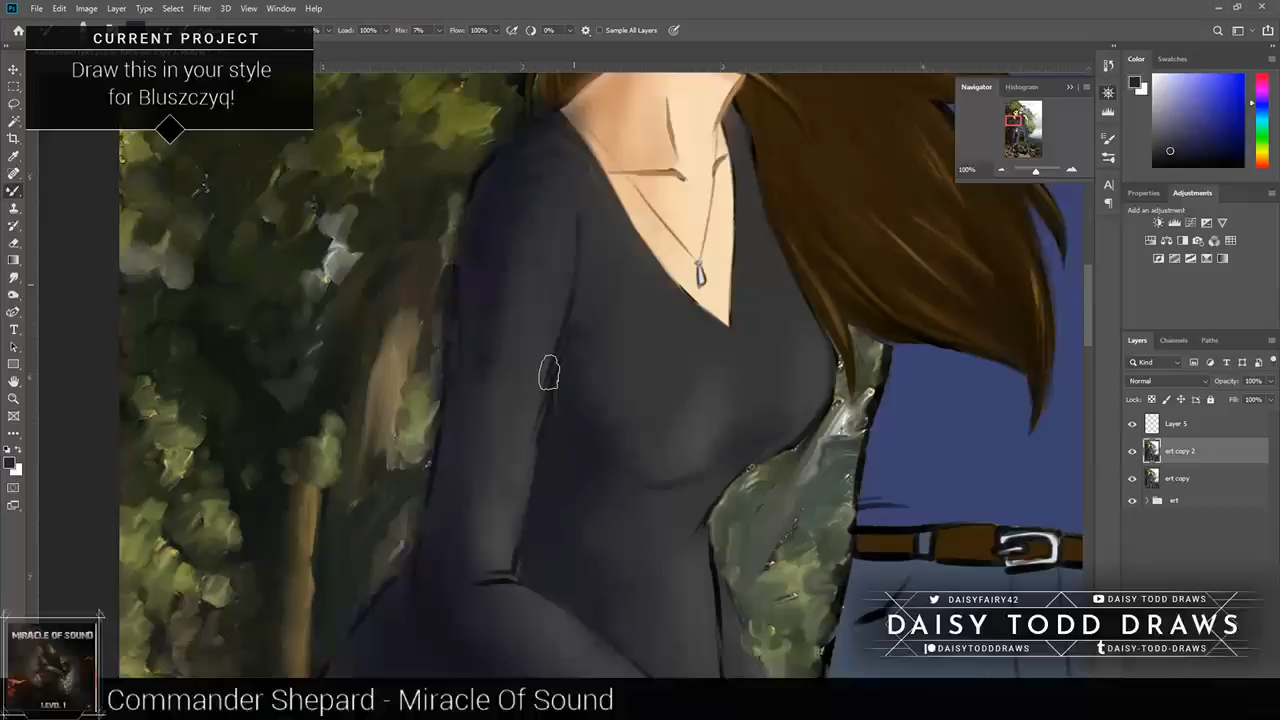 Ps File Edit Image Layer Type Select Filter 3D View Window Help
Load: 100% Mix: 7% Flow: 100% 0% Sample All Layers
CURRENT PROJECT
Draw this in your style
for Bluszczyq!
Color Swatches
Navigator Histogram
100%
Properties Adjustments
Add an adjustment
Layers Channels Paths
Kind
Normal Opacity: 100%
Lock: Fill: 100%
Layer 5
ert copy 2
ert copy
ert
DAISYFAIRY42 DAISY TODD DRAWS
DAISY TODD DRAWS
DAISYTODDDRAWS DAISY-TODD-DRAWS
MIRACLE OF SOUND
LEVEL 1
Commander Shepard - Miracle Of Sound